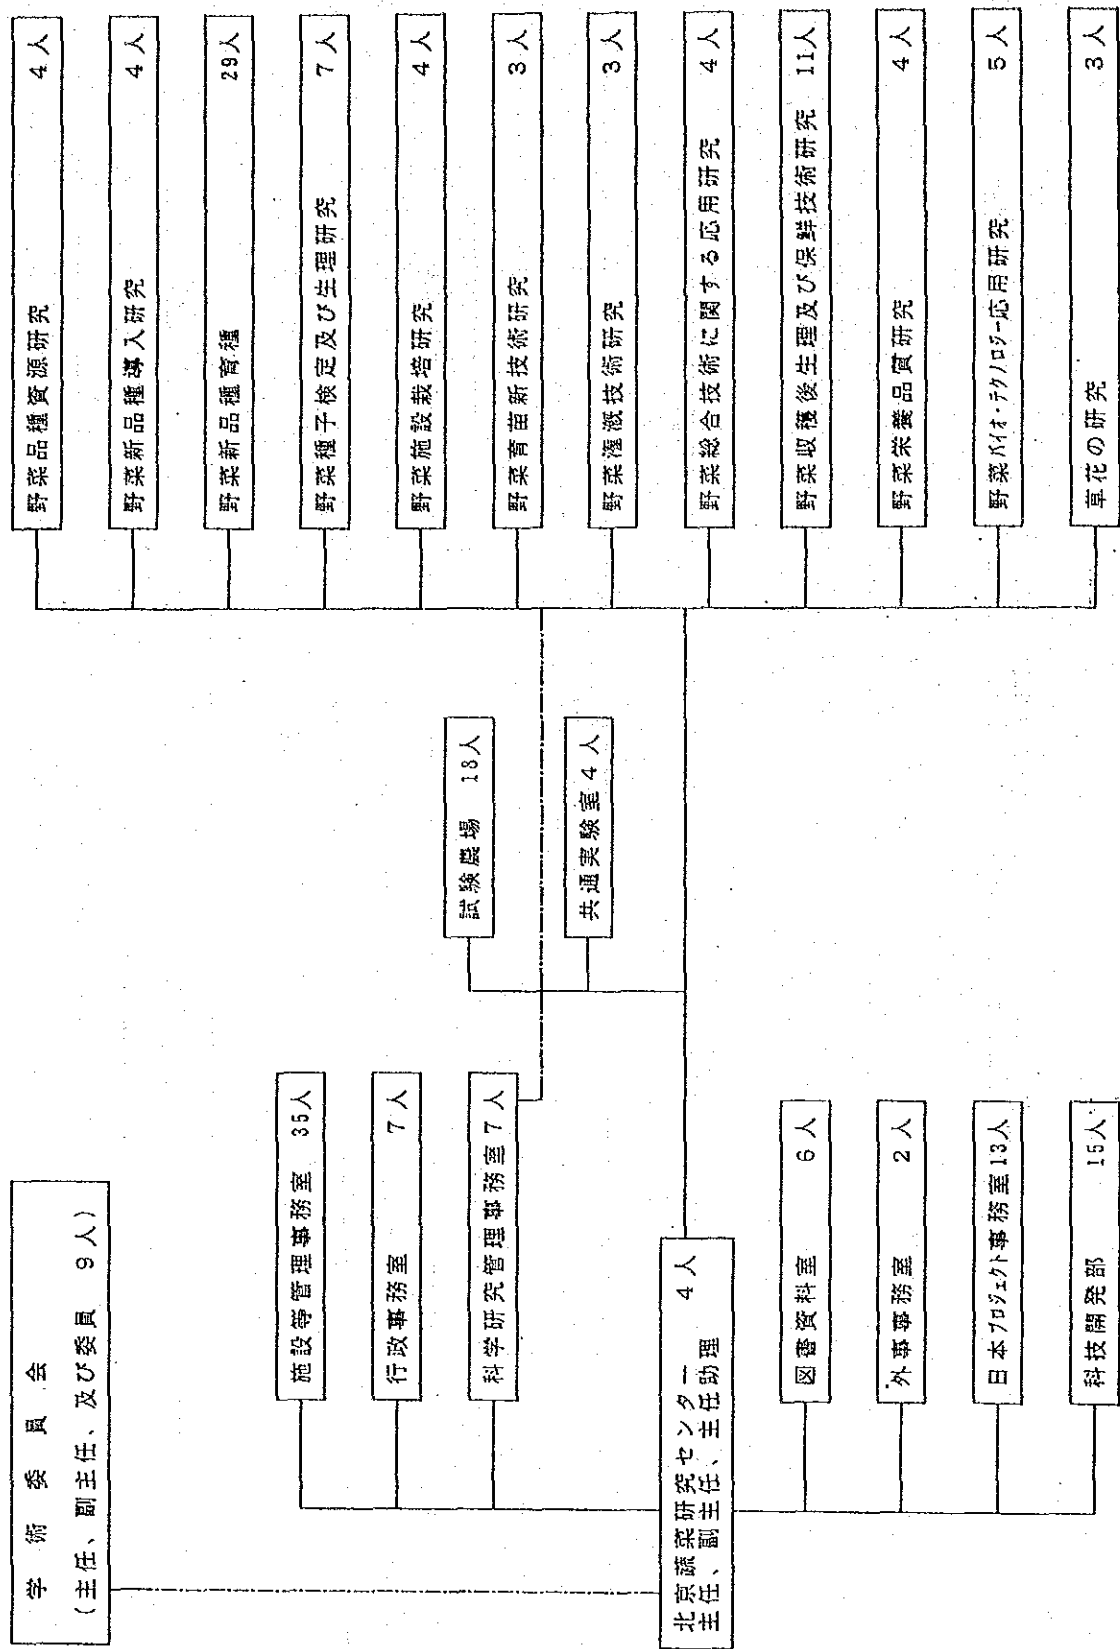 学術委員会
(主任、副主任、及び委員 9人)
北京蔬菜研究センター
主任、副主任、主任助理 4人
施設等管理事務室 35人
行政事務室 7人
科学研究管理事務室 7人
図書資料室 6人
外事事務室 2人
日本プロジェクト事務室 13人
科技開発部 15人
試験農場 18人
共通実験室 4人
野菜品種資源研究 4人
野菜新品種導入研究 4人
野菜新品種育種 29人
野菜種子検定及び生理研究 7人
野菜施設栽培研究 4人
野菜育苗新技術研究 3人
野菜灌漑技術研究 3人
野菜総合技術に関する応用研究 4人
野菜収穫後生理及び保鮮技術研究 11人
野菜栄養品質研究 4人
野菜バイオ・テクノロジー応用研究 5人
草花の研究 3人